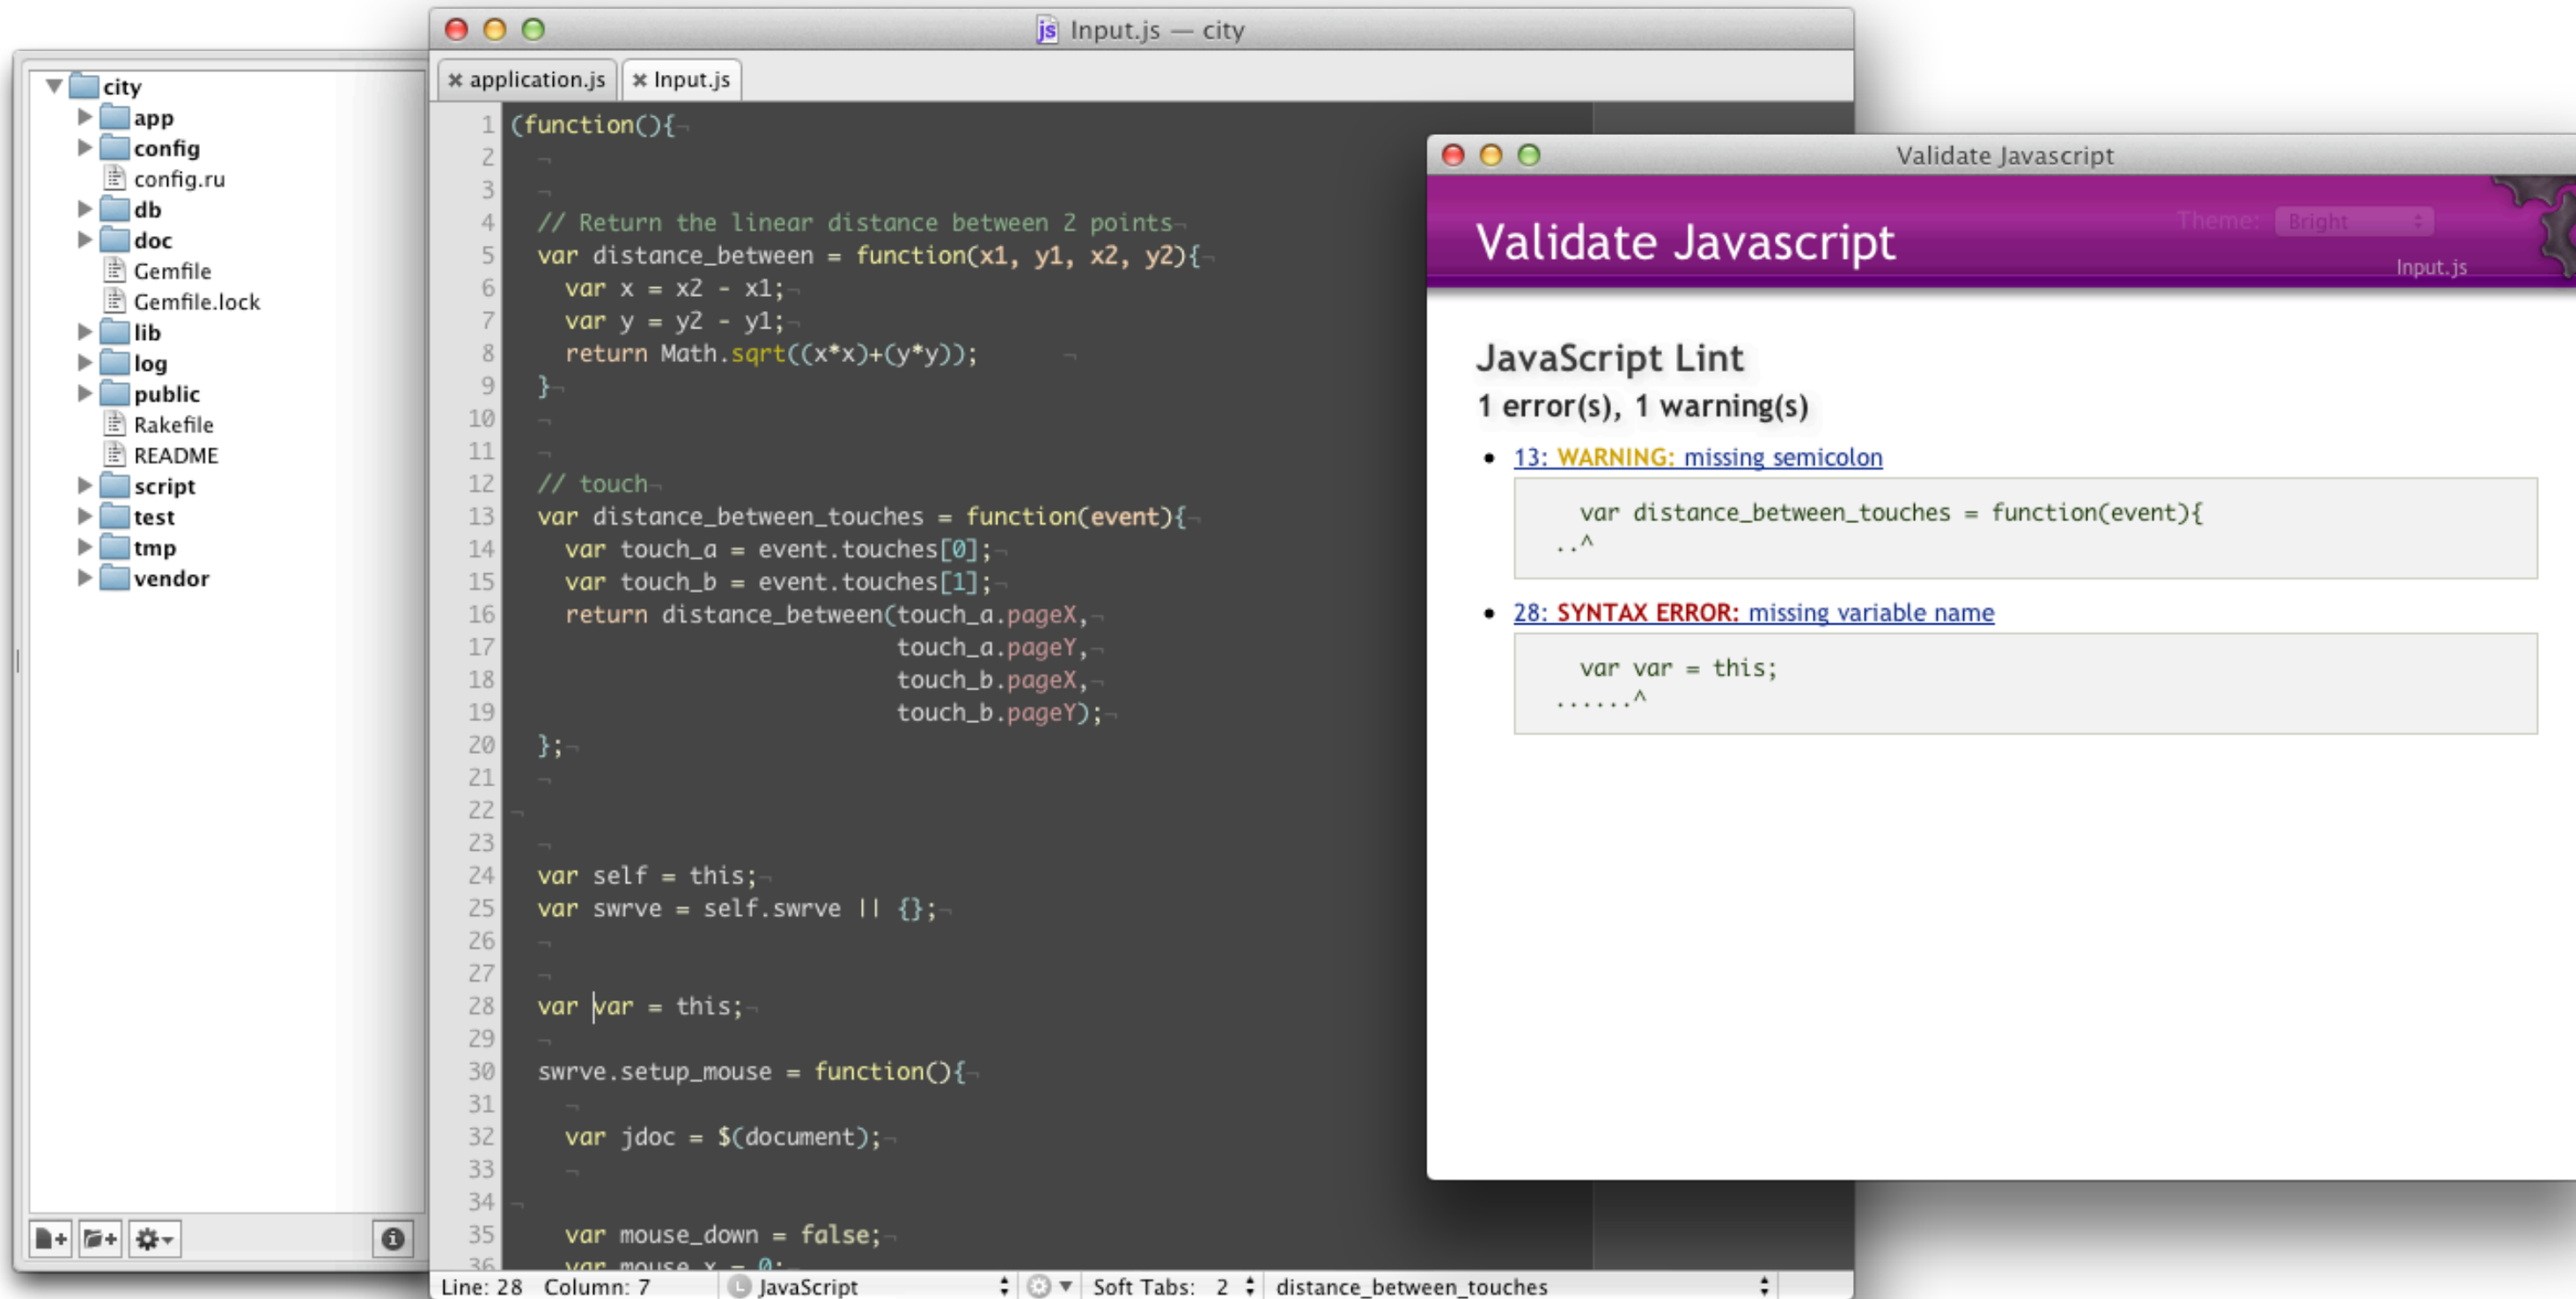 city
app
config
config.ru
db
doc
Gemfile
Gemfile.lock
lib
log
public
Rakefile
README
script
test
tmp
vendor
js Input.js — city
application.js
Input.js
1 (function(){
2
3
4 // Return the linear distance between 2 points
5 var distance_between = function(x1, y1, x2, y2){
6 var x = x2 - x1;
7 var y = y2 - y1;
8 return Math.sqrt((x*x)+(y*y));
9 }
10
11
12 // touch
13 var distance_between_touches = function(event){
14 var touch_a = event.touches[0];
15 var touch_b = event.touches[1];
16 return distance_between(touch_a.pageX,
17 touch_a.pageY,
18 touch_b.pageX,
19 touch_b.pageY);
20 };
21
22
23
24 var self = this;
25 var swrve = self.swrve || {};
26
27
28 var var = this;
29
30 swrve.setup_mouse = function(){
31
32 var jdoc = $(document);
33
34
35 var mouse_down = false;
36 var mouse_x = 0;
Line: 28 Column: 7
L JavaScript
Soft Tabs: 2
distance_between_touches
Validate Javascript
Theme: Bright
Validate Javascript
Input.js
JavaScript Lint
1 error(s), 1 warning(s)
13: WARNING: missing semicolon
var distance_between_touches = function(event){
..^
28: SYNTAX ERROR: missing variable name
var var = this;
......^